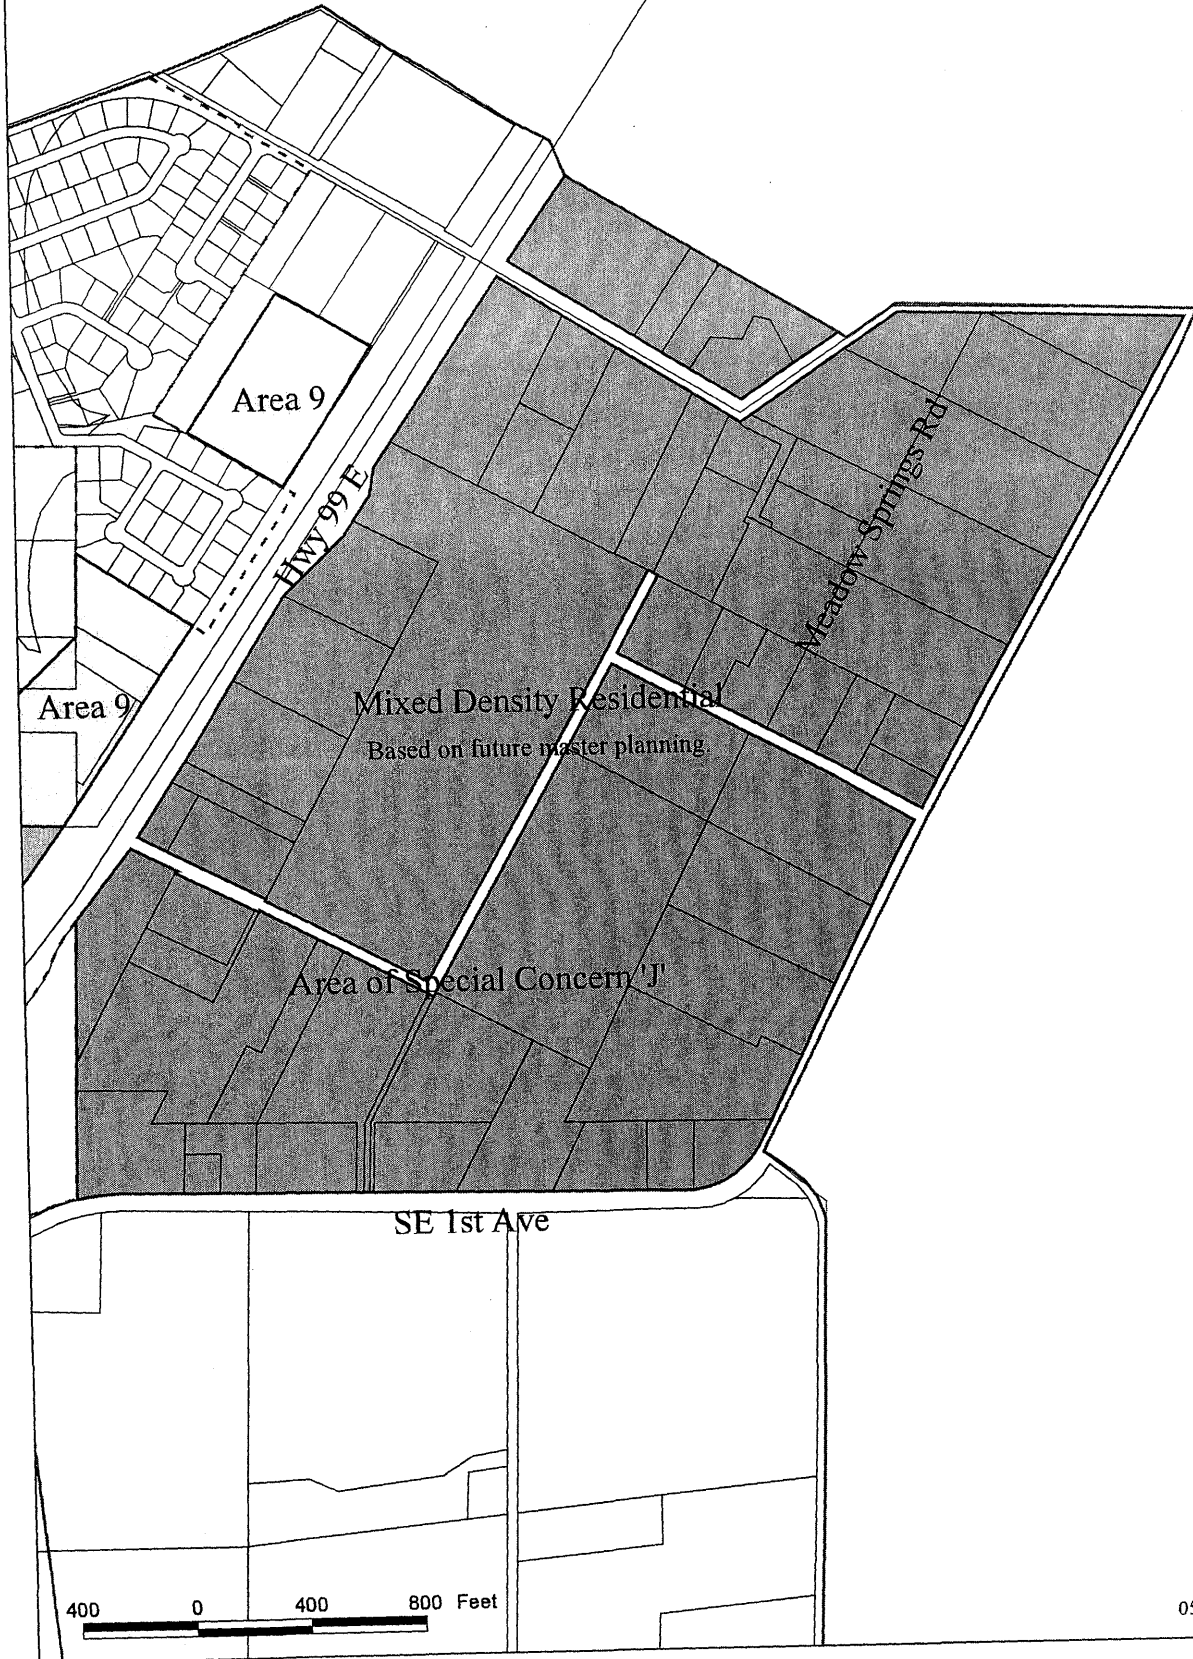 Area 9
Hwy 99 E
Meadow Springs Rd
Area 9
Mixed Density Residential
Based on future master planning.
Area of Special Concern 'J'
SE 1st Ave
400 0 400 800 Feet
05